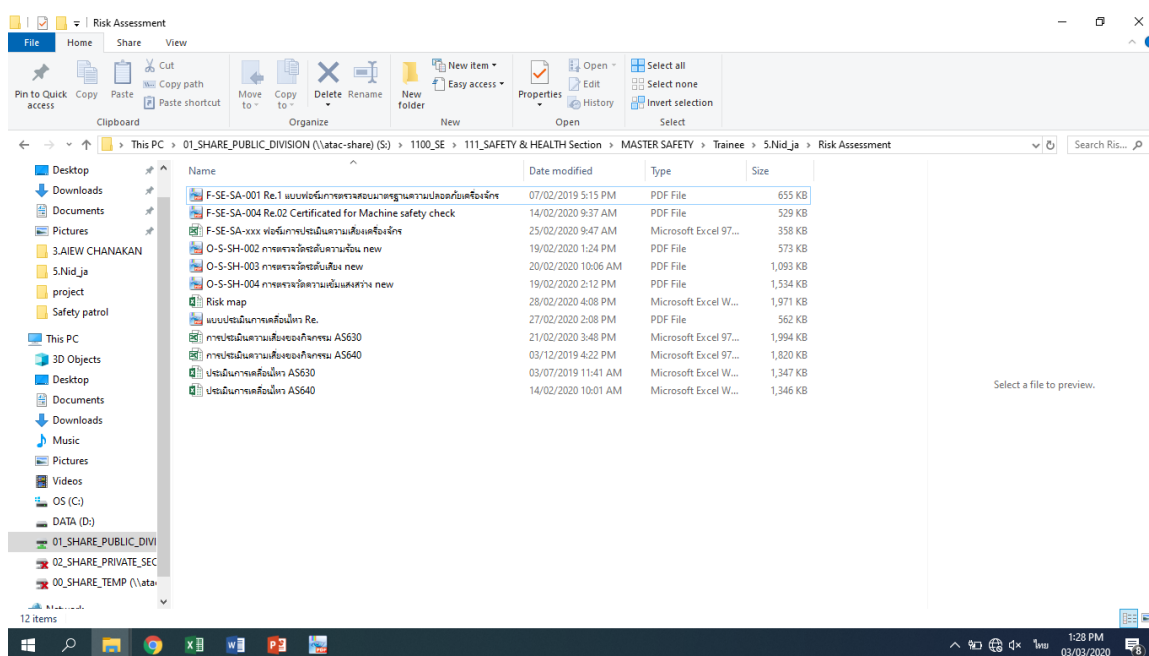 Risk Assessment
File Home Share View
Pin to Quick access
Copy
Paste
Cut
Copy path
Paste shortcut
Move to
Copy to
Delete
Rename
New folder
New item
Easy access
Properties
Open
Edit
History
Select all
Select none
Invert selection
Clipboard Organize New Open Select
This PC > 01_SHARE_PUBLIC_DIVISION (\\atac-share) (S:) > 1100_SE > 111_SAFETY & HEALTH Section > MASTER SAFETY > Trainee > 5.Nid_ja > Risk Assessment
Search Ris...
Desktop
Downloads
Documents
Pictures
3.AIEW CHANAKAN
5.Nid_ja
project
Safety patrol
This PC
3D Objects
Desktop
Documents
Downloads
Music
Pictures
Videos
OS (C:)
DATA (D:)
01_SHARE_PUBLIC_DIVI
02_SHARE_PRIVATE_SEC
00_SHARE_TEMP (\\ata
Name Date modified Type Size
F-SE-SA-001 Re.1 แบบฟอร์มการตรวจสอบมาตรฐานความปลอดภัยเครื่องจักร 07/02/2019 5:15 PM PDF File 655 KB
F-SE-SA-004 Re.02 Certificated for Machine safety check 14/02/2020 9:37 AM PDF File 529 KB
F-SE-SA-xxx ฟอร์มการประเมินความเสี่ยงเครื่องจักร 25/02/2020 9:47 AM Microsoft Excel 97... 358 KB
O-S-SH-002 การตรวจวัดระดับความร้อน new 19/02/2020 1:24 PM PDF File 573 KB
O-S-SH-003 การตรวจวัดระดับเสียง new 20/02/2020 10:06 AM PDF File 1,093 KB
O-S-SH-004 การตรวจวัดความเข้มแสงสว่าง new 19/02/2020 2:12 PM PDF File 1,534 KB
Risk map 28/02/2020 4:08 PM Microsoft Excel W... 1,971 KB
แบบประเมินการเคลื่อนไหว Re. 27/02/2020 2:08 PM PDF File 562 KB
การประเมินความเสี่ยงของกิจกรรม AS630 21/02/2020 3:48 PM Microsoft Excel 97... 1,994 KB
การประเมินความเสี่ยงของกิจกรรม AS640 03/12/2019 4:22 PM Microsoft Excel 97... 1,820 KB
ประเมินการเคลื่อนไหว AS630 03/07/2019 11:41 AM Microsoft Excel W... 1,347 KB
ประเมินการเคลื่อนไหว AS640 14/02/2020 10:01 AM Microsoft Excel W... 1,346 KB
Select a file to preview.
12 items
ไทย
1:28 PM
03/03/2020
8